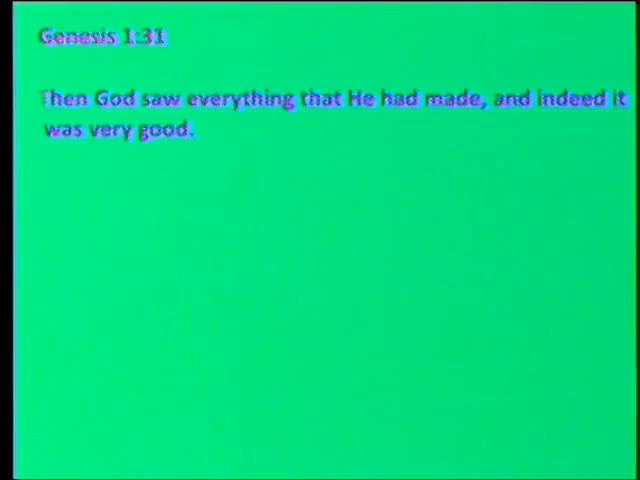 Genesis 1:31
Then God saw everything that He had made, and indeed it
was very good.